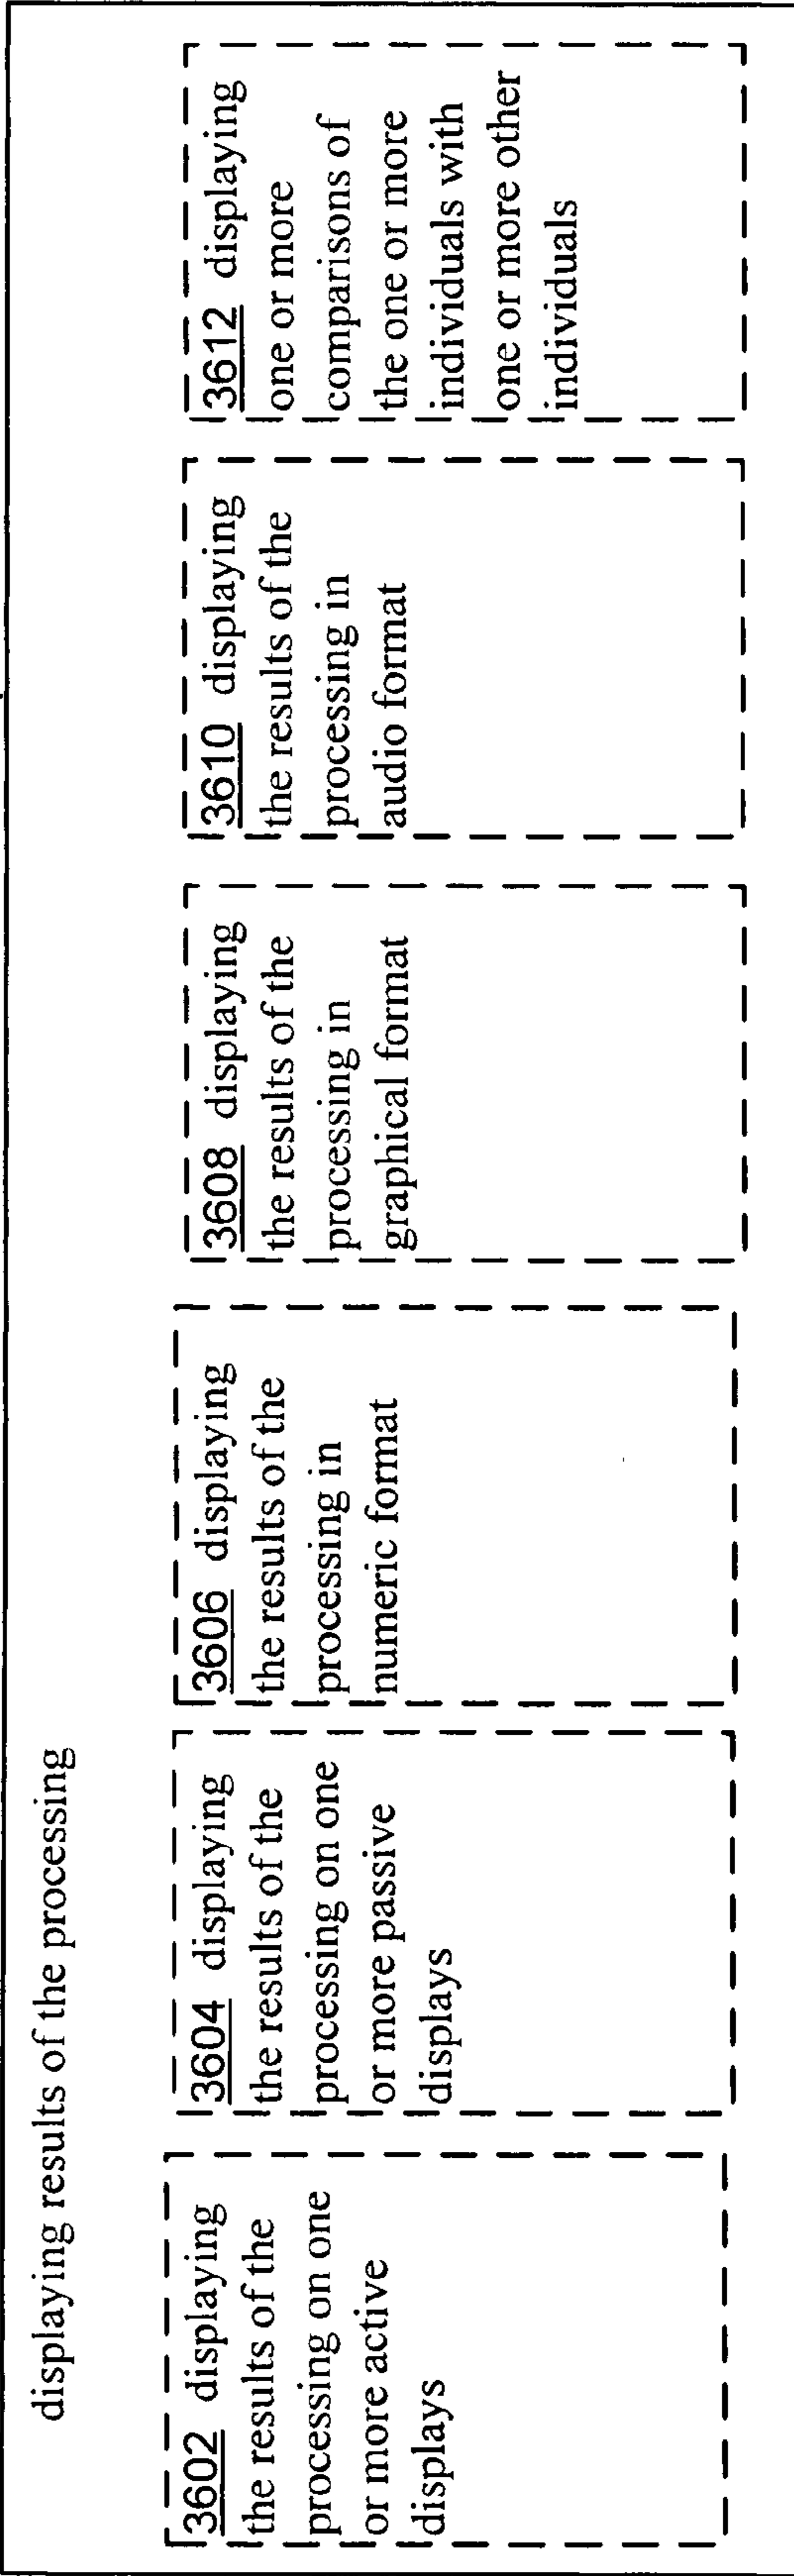 displaying results of the processing
3602 displaying
the results of the
processing on one
or more active
displays
3604 displaying
the results of the
processing on one
or more passive
displays
3606 displaying
the results of the
processing in
numeric format
3608 displaying
the results of the
processing in
graphical format
3610 displaying
the results of the
processing in
audio format
3612 displaying
one or more
comparisons of
the one or more
individuals with
one or more other
individuals